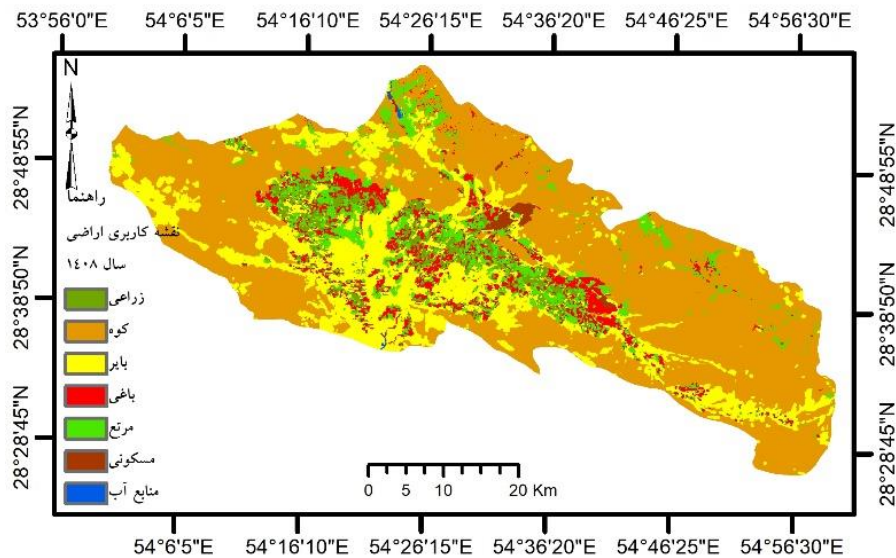 53°56'0"E 54°6'5"E 54°16'10"E 54°26'15"E 54°36'20"E 54°46'25"E 54°56'30"E
N
28°48'55"N 28°48'55"N
راهنما
نقشه کاربری اراضی
سال ١٤٠٨
28°38'50"N 28°38'50"N
زراعی
کوه
بایر
باغی
مرتع
مسکونی
منابع آب
28°28'45"N 28°28'45"N
0 5 10 20 Km
54°6'5"E 54°16'10"E 54°26'15"E 54°36'20"E 54°46'25"E 54°56'30"E